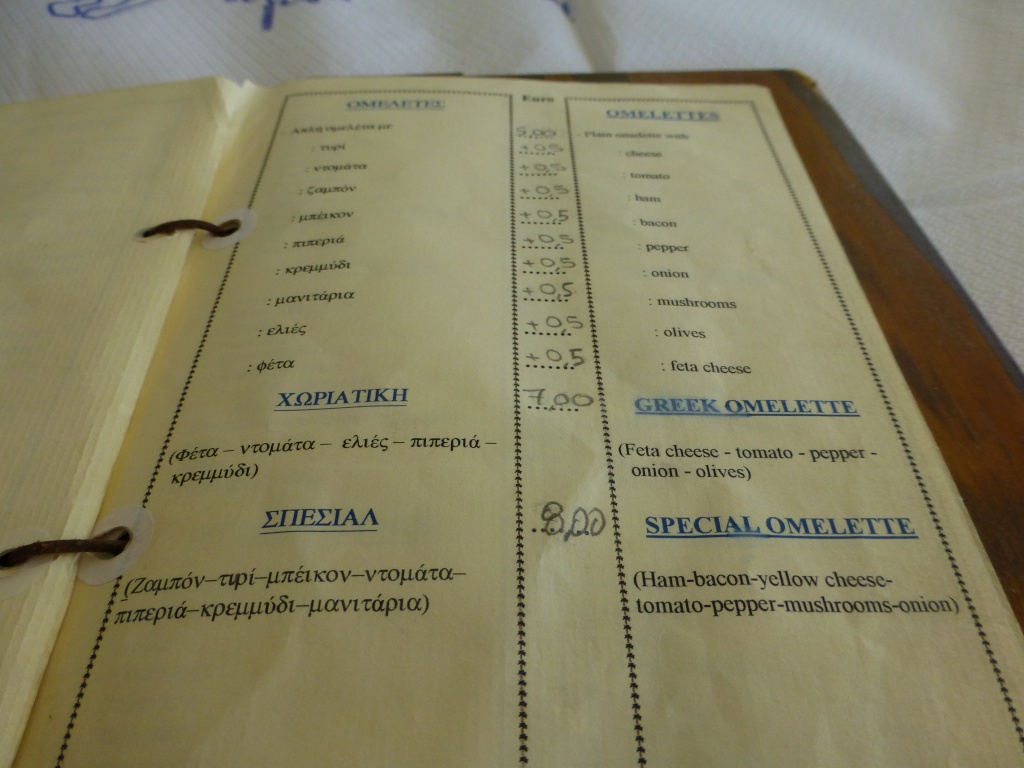 ΟΜΕΛΕΤΕΣ
Απλή ομελέτα με
: τυρί
: ντομάτα
: ζαμπόν
: μπέικον
: πιπεριά
: κρεμμύδι
: μανιτάρια
: ελιές
: φέτα
ΧΩΡΙΑΤΙΚΗ
(Φέτα – ντομάτα – ελιές – πιπεριά –
κρεμμύδι)
ΣΠΕΣΙΑΛ
(Ζαμπόν–τυρί–μπέικον–ντομάτα–
πιπεριά–κρεμμύδι–μανιτάρια)
Euro
5,00
+0,5
+0,5
+0,5
+0,5
+0,5
+0,5
+0,5
+0,5
+0,5
7,00
8,00
OMELETTES
- Plain omelette with
: cheese
: tomato
: ham
: bacon
: pepper
: onion
: mushrooms
: olives
: feta cheese
GREEK OMELETTE
(Feta cheese - tomato - pepper -
onion - olives)
SPECIAL OMELETTE
(Ham-bacon-yellow cheese-
tomato-pepper-mushrooms-onion)